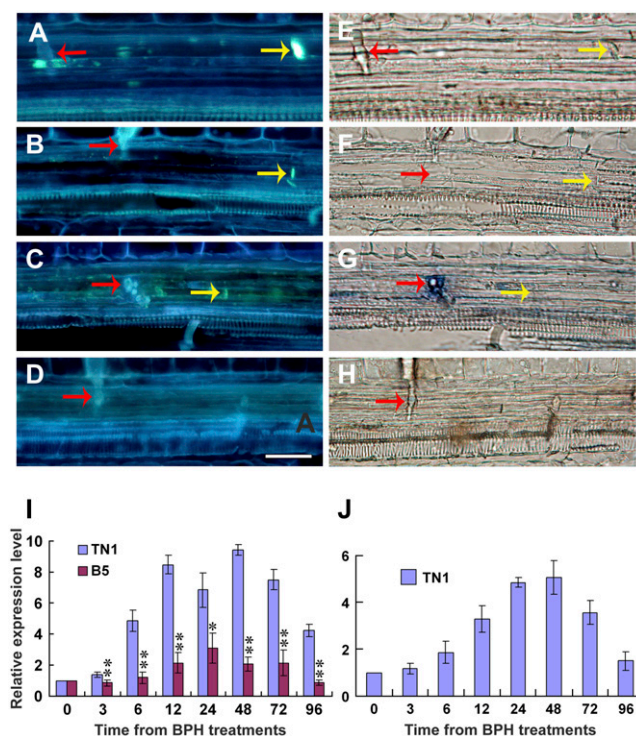 A
E
B
F
C
G
D
H
A
I
J
Relative expression level
10
8
6
4
2
0
TN1
B5
**
**
**
*
**
**
**
0 3 6 12 24 48 72 96
Time from BPH treatments
6
4
2
0
TN1
0 3 6 12 24 48 72 96
Time from BPH treatments